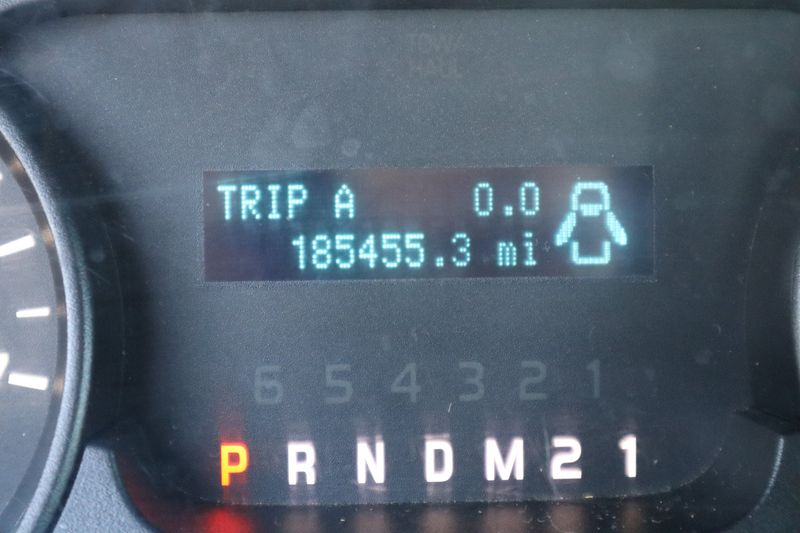 TOW/
HAUL
TRIP A 0.0
185455.3 mi
6 5 4 3 2 1
P R N D M 2 1